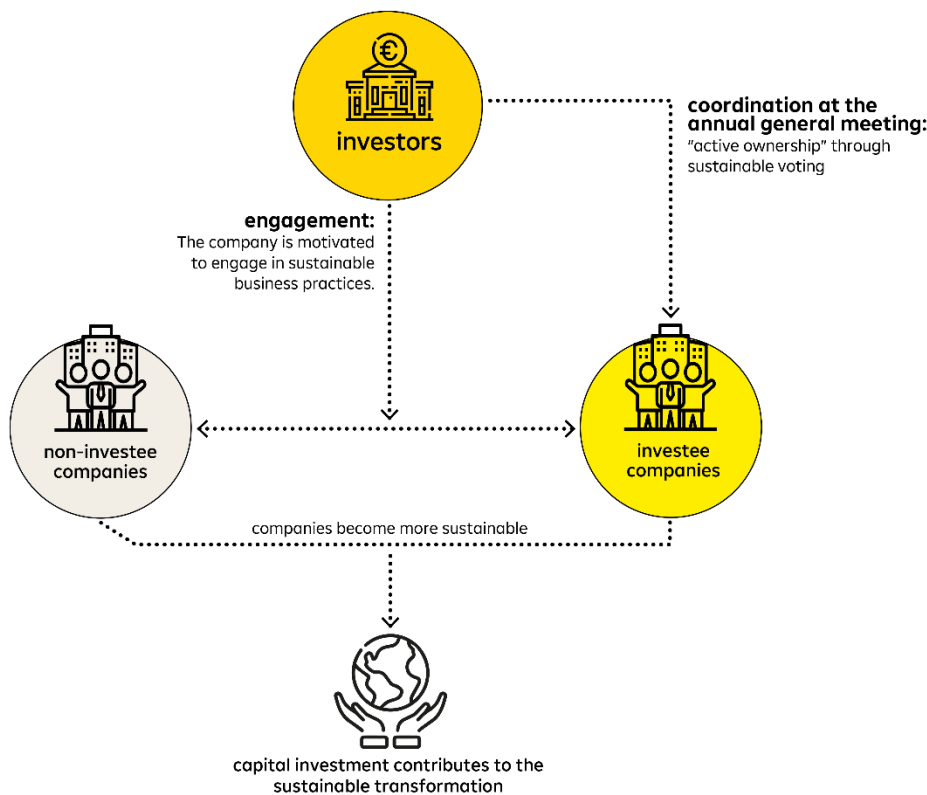 €
investors
coordination at the
annual general meeting:
"active ownership" through
sustainable voting
engagement:
The company is motivated
to engage in sustainable
business practices.
non-investee
companies
investee
companies
companies become more sustainable
capital investment contributes to the
sustainable transformation